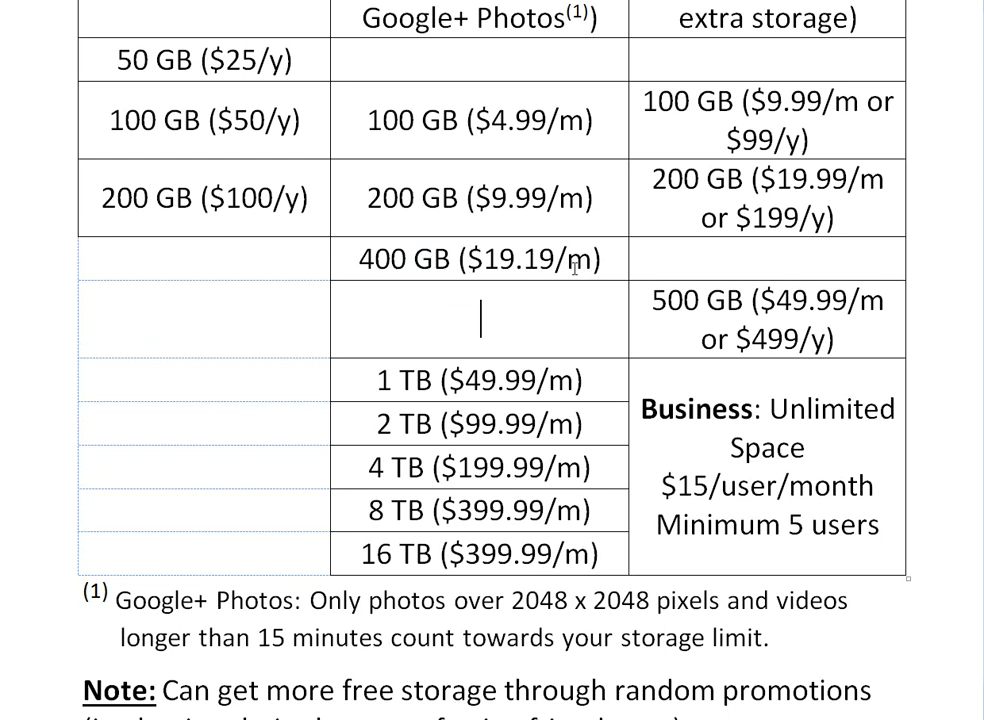 Google+ Photos(1))
extra storage)
50 GB ($25/y)
100 GB ($50/y)
100 GB ($4.99/m)
100 GB ($9.99/m or
$99/y)
200 GB ($100/y)
200 GB ($9.99/m)
200 GB ($19.99/m
or $199/y)
400 GB ($19.19/m)
500 GB ($49.99/m
or $499/y)
1 TB ($49.99/m)
2 TB ($99.99/m)
4 TB ($199.99/m)
8 TB ($399.99/m)
16 TB ($399.99/m)
Business: Unlimited
Space
$15/user/month
Minimum 5 users
(1) Google+ Photos: Only photos over 2048 x 2048 pixels and videos
longer than 15 minutes count towards your storage limit.
Note: Can get more free storage through random promotions